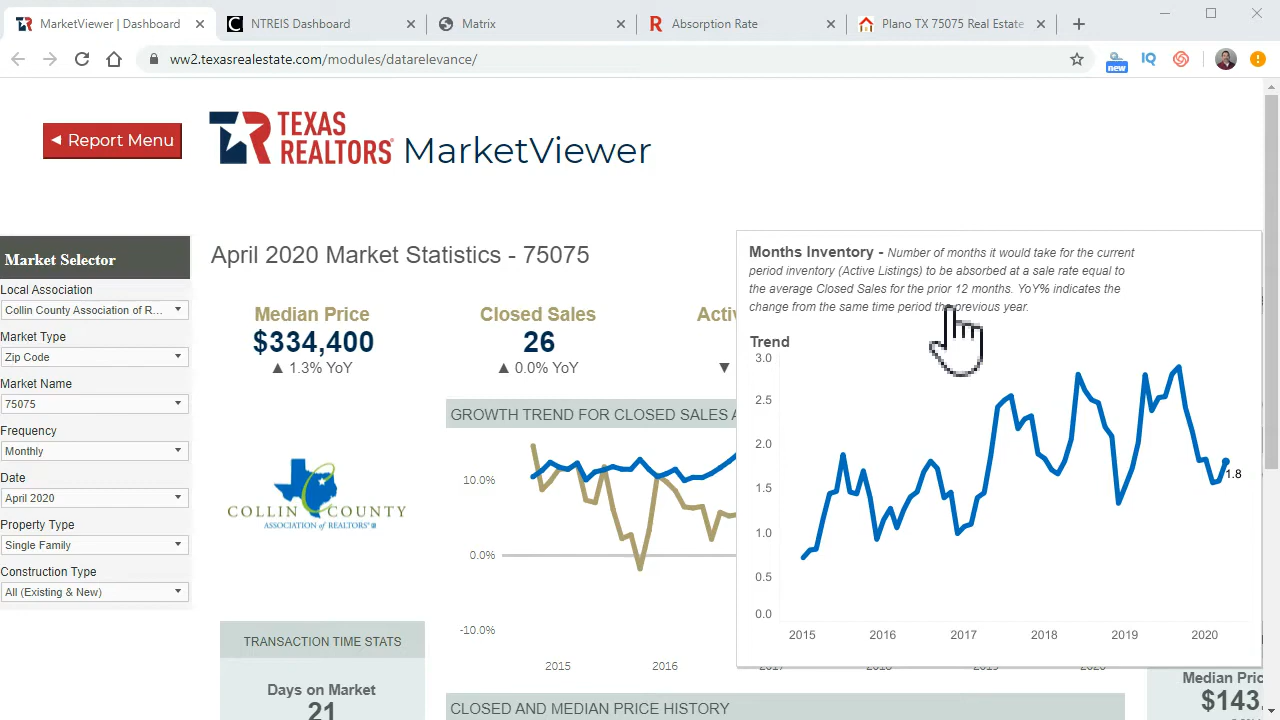 MarketViewer | Dashboard
NTREIS Dashboard
Matrix
Absorption Rate
Plano TX 75075 Real Estate
ww2.texasrealestate.com/modules/datarelevance/
new
IQ
◄ Report Menu
TEXAS
REALTORS®
MarketViewer
Market Selector
Local Association
Collin County Association of R...
Market Type
Zip Code
Market Name
75075
Frequency
Monthly
Date
April 2020
Property Type
Single Family
Construction Type
All (Existing & New)
April 2020 Market Statistics - 75075
Median Price
$334,400
▲ 1.3% YoY
Closed Sales
26
▲ 0.0% YoY
Activ
▼
COLLIN COUNTY
ASSOCIATION of REALTORS®
GROWTH TREND FOR CLOSED SALES A
10.0%
0.0%
-10.0%
2015
2016
Months Inventory - Number of months it would take for the current
period inventory (Active Listings) to be absorbed at a sale rate equal to
the average Closed Sales for the prior 12 months. YoY% indicates the
change from the same time period the previous year.
Trend
3.0
2.5
2.0
1.5
1.0
0.5
0.0
1.8
2015
2016
2017
2018
2019
2020
TRANSACTION TIME STATS
Days on Market
21
CLOSED AND MEDIAN PRICE HISTORY
Median Pric
$143,